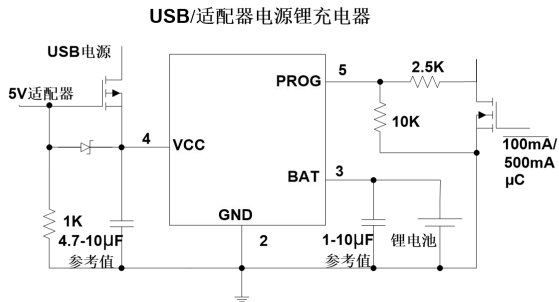 USB/适配器电源锂充电器
USB电源
5V适配器
5
PROG
2.5K
10K
4
VCC
100mA/
500mA
μC
3
BAT
GND
2
1K
4.7-10μF
参考值
1-10μF
参考值
锂电池